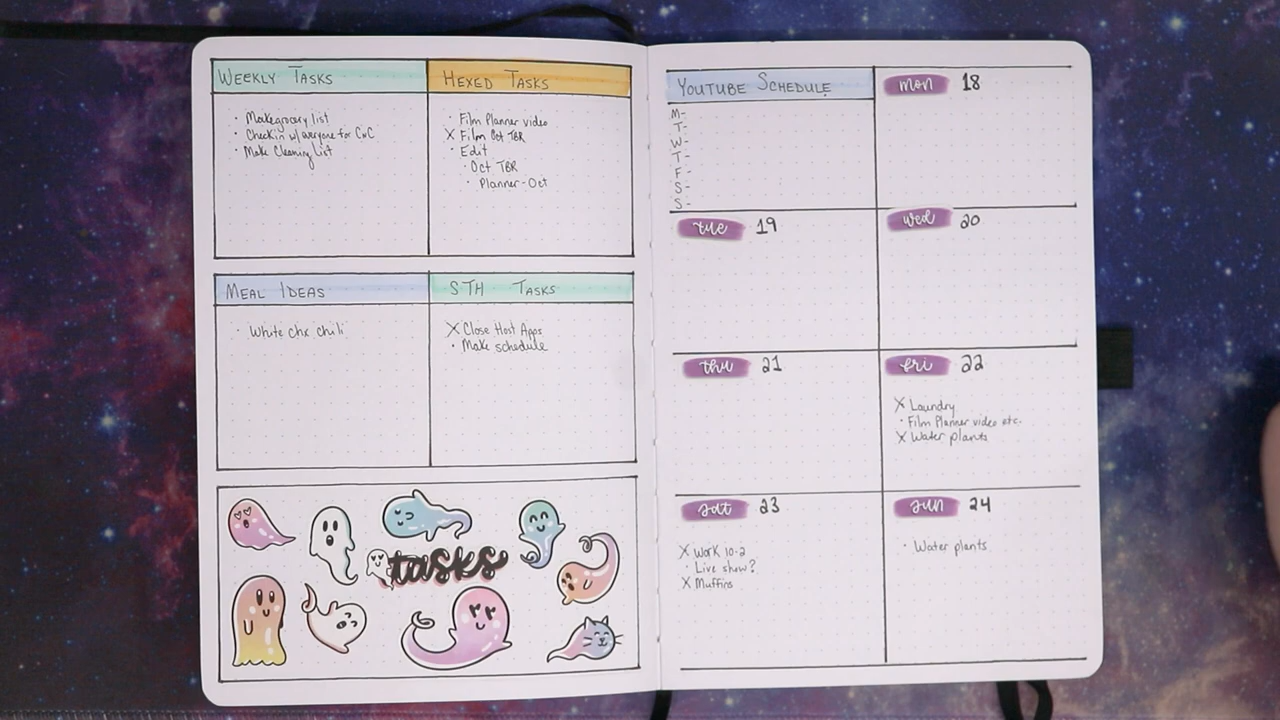 WEEKLY TASKS
· Make grocery list
· Check in w/ everyone for CoC
· Make Cleaning List
HEXED TASKS
· Film Planner video
X Film Oct TBR
· Edit
· Oct TBR
· Planner-Oct
MEAL IDEAS
· White chx chili
STH TASKS
X Close Host Apps
· Make schedule
tasks
YOUTUBE SCHEDULE
M-
T-
W-
T-
F-
S-
S-
mon 18
tue 19
wed 20
thu 21
fri 22
X Laundry
· Film Planner video etc.
X Water plants
sat 23
X Work 10-2
· Live show?
X Muffins
sun 24
· Water plants